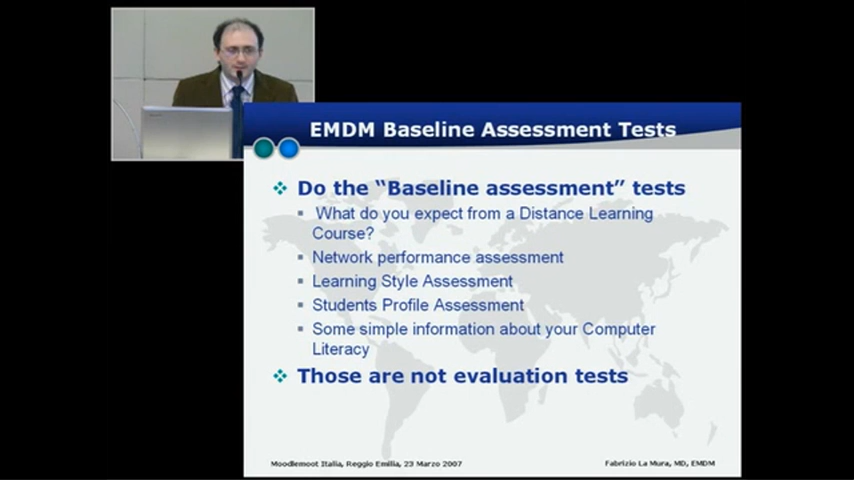 EMDM Baseline Assessment Tests
Do the “Baseline assessment” tests
What do you expect from a Distance Learning
Course?
Network performance assessment
Learning Style Assessment
Students Profile Assessment
Some simple information about your Computer
Literacy
Those are not evaluation tests
Moodlemoot Italia, Reggio Emilia, 23 Marzo 2007
Fabrizio La Mura, MD, EMDM